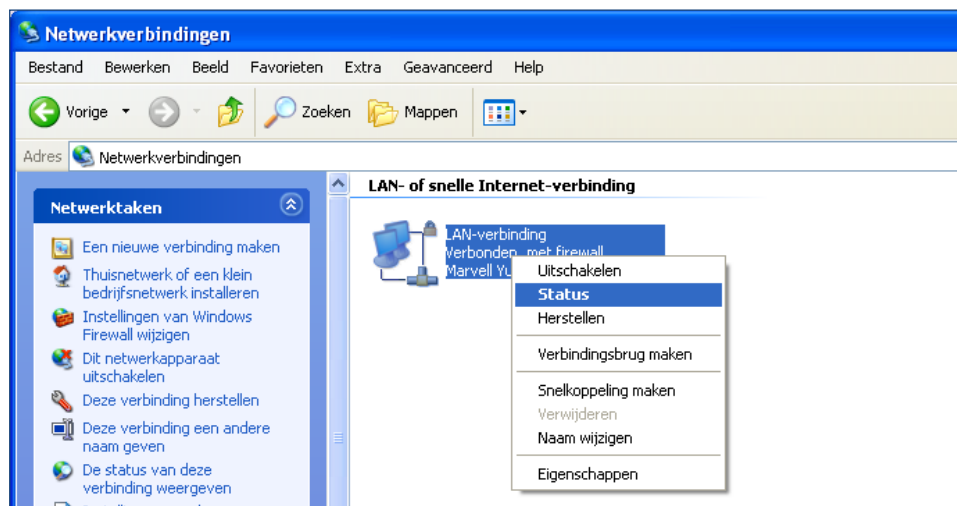 Netwerkverbindingen
Bestand Bewerken Beeld Favorieten Extra Geavanceerd Help
Vorige Zoeken Mappen
Adres Netwerkverbindingen
Netwerktaken
Een nieuwe verbinding maken
Thuisnetwerk of een klein
bedrijfsnetwerk installeren
Instellingen van Windows
Firewall wijzigen
Dit netwerkapparaat
uitschakelen
Deze verbinding herstellen
Deze verbinding een andere
naam geven
De status van deze
verbinding weergeven
LAN- of snelle Internet-verbinding
LAN-verbinding
Verbonden, met firewall
Marvell Yu
Uitschakelen
Status
Herstellen
Verbindingsbrug maken
Snelkoppeling maken
Verwijderen
Naam wijzigen
Eigenschappen